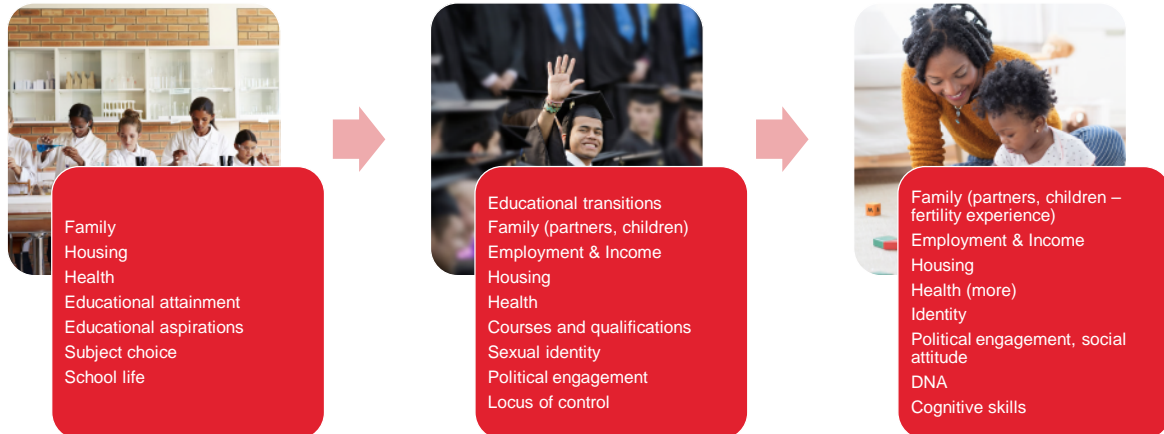 Family
Housing
Health
Educational attainment
Educational aspirations
Subject choice
School life
Educational transitions
Family (partners, children)
Employment & Income
Housing
Health
Courses and qualifications
Sexual identity
Political engagement
Locus of control
Family (partners, children –
fertility experience)
Employment & Income
Housing
Health (more)
Identity
Political engagement, social
attitude
DNA
Cognitive skills